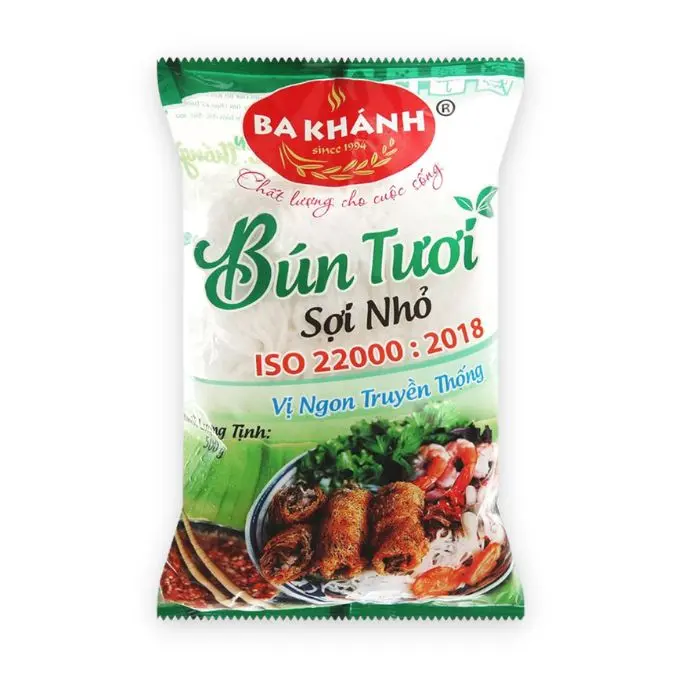 BA KHÁNH
®
since 1994
Chất lượng cho cuộc cống
Bún Tươi
Sợi Nhỏ
ISO 22000 : 2018
Vị Ngon Truyền Thống
Tịnh:
500g